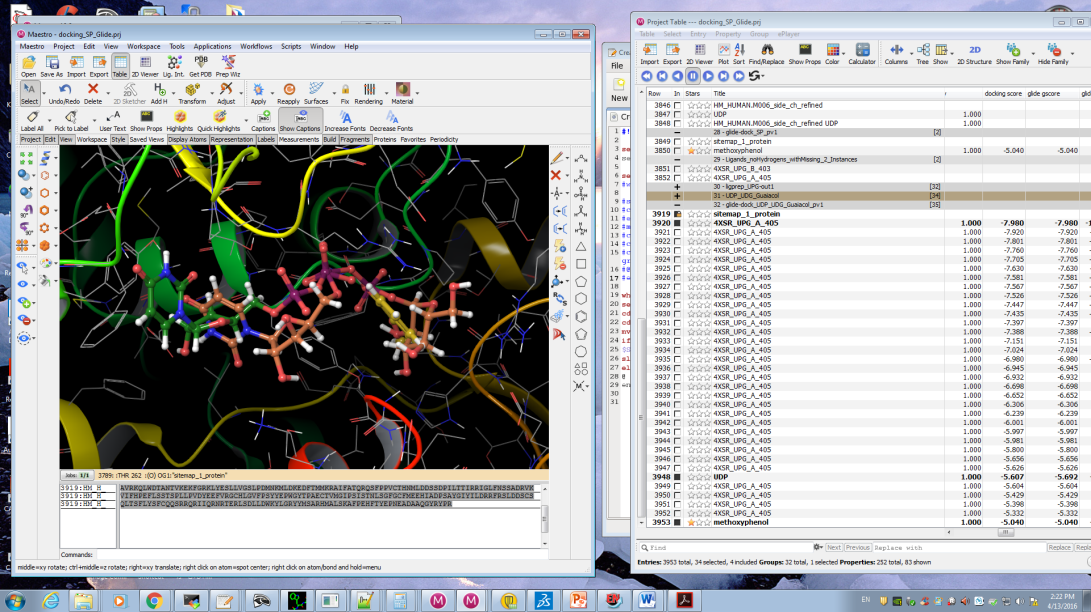 Maestro - docking_SP_Glide.prj
Maestro Project Edit View Workspace Tools Applications Workflows Scripts Window Help
Open Save As Import Export Table 2D Viewer Lig. Int. Get PDB Prep Wiz
Select Undo/Redo Delete 2D Sketcher Add H Transform Adjust Apply Reapply Surfaces Fix Rendering Material
Label All Pick to Label User Text Show Props Highlights Quick Highlights Captions Show Captions Increase Fonts Decrease Fonts
Project Edit View Workspace Style Saved Views Display Atoms Representation Labels Measurements Build Fragments Proteins Favorites Periodicity
Jobs: 1/1 3789: :THR 262 :(O) OG1:"sitemap_1_protein"
3919:HM_H
3919:HM_H
3919:HM_H
Commands:
middle=xy rotate; ctrl+middle=z rotate; right=xy translate; right click on atom=spot center; right click on atom/bond and hold=menu
File
New
Project Table --- docking_SP_Glide.prj
Table Select Entry Property Group ePlayer
Import Export 2D Viewer Plot Sort Find/Replace Show Props Color Calculator Columns Tree Show 2D Structure Show Family Hide Family
Row In Stars Title docking score glide gscore glid
3846 HM_HUMAN.M006_side_ch_refined
3847 UDP 1.000
3848 HM_HUMAN.M006_side_ch_refined UDP 1.000
28 - glide-dock_SP_pv1 [2]
3849 sitemap_1_protein
3850 methoxyphenol 1.000 -5.040 -5.040
29 - Ligands_noHydrogens_withMissing_2_Instances [2]
3851 4XSR_UPG_B_403
3852 4XSR_UPG_A_405
30 - ligprep_UPG-out1 [32]
31 - UDP_UDG_Guaiacol [34]
32 - glide-dock_UDP_UDG_Guaiacol_pv1 [35]
3919 sitemap_1_protein
3920 4XSR_UPG_A_405 1.000 -7.980 -7.980
3921 4XSR_UPG_A_405 1.000 -7.920 -7.920
3922 4XSR_UPG_A_405 1.000 -7.801 -7.801
3923 4XSR_UPG_A_405 1.000 -7.760 -7.760
3924 4XSR_UPG_A_405 1.000 -7.705 -7.705
3925 4XSR_UPG_A_405 1.000 -7.630 -7.630
3926 4XSR_UPG_A_405 1.000 -7.581 -7.581
3927 4XSR_UPG_A_405 1.000 -7.567 -7.567
3928 4XSR_UPG_A_405 1.000 -7.526 -7.526
3929 4XSR_UPG_A_405 1.000 -7.447 -7.447
3930 4XSR_UPG_A_405 1.000 -7.435 -7.435
3931 4XSR_UPG_A_405 1.000 -7.397 -7.397
3932 4XSR_UPG_A_405 1.000 -7.388 -7.388
3933 4XSR_UPG_A_405 1.000 -7.151 -7.151
3934 4XSR_UPG_A_405 1.000 -7.024 -7.024
3935 4XSR_UPG_A_405 1.000 -6.980 -6.980
3936 4XSR_UPG_A_405 1.000 -6.945 -6.945
3937 4XSR_UPG_A_405 1.000 -6.932 -6.932
3938 4XSR_UPG_A_405 1.000 -6.698 -6.698
3939 4XSR_UPG_A_405 1.000 -6.652 -6.652
3940 4XSR_UPG_A_405 1.000 -6.306 -6.306
3941 4XSR_UPG_A_405 1.000 -6.239 -6.239
3942 4XSR_UPG_A_405 1.000 -6.001 -6.001
3943 4XSR_UPG_A_405 1.000 -5.997 -5.997
3944 4XSR_UPG_A_405 1.000 -5.981 -5.981
3945 4XSR_UPG_A_405 1.000 -5.800 -5.800
3946 4XSR_UPG_A_405 1.000 -5.656 -5.656
3947 4XSR_UPG_A_405 1.000 -5.626 -5.626
3948 UDP 1.000 -5.607 -5.692
3949 4XSR_UPG_A_405 1.000 -5.604 -5.604
3950 4XSR_UPG_A_405 1.000 -5.429 -5.429
3951 4XSR_UPG_A_405 1.000 -5.352 -5.352
3952 4XSR_UPG_A_405 1.000 -5.332 -5.332
3953 methoxyphenol 1.000 -5.040 -5.040
Find Next Previous Replace with Replace
Entries: 3953 total, 34 selected, 4 included Groups: 32 total, 1 selected Properties: 252 total, 83 shown
EN 2:22 PM
4/13/2016